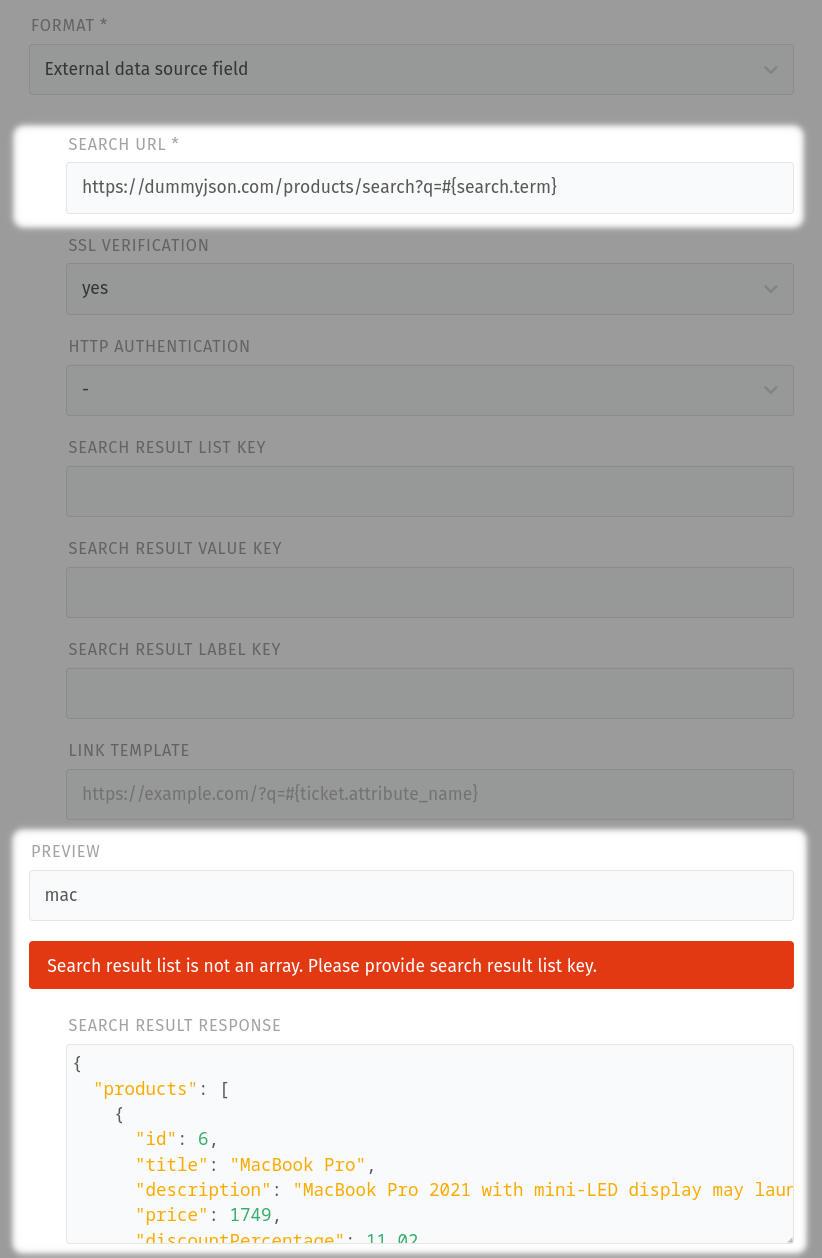 FORMAT *
External data source field
SEARCH URL *
https://dummyjson.com/products/search?q=#{search.term}
SSL VERIFICATION
yes
HTTP AUTHENTICATION
-
SEARCH RESULT LIST KEY
SEARCH RESULT VALUE KEY
SEARCH RESULT LABEL KEY
LINK TEMPLATE
https://example.com/?q=#{ticket.attribute_name}
PREVIEW
mac
Search result list is not an array. Please provide search result list key.
SEARCH RESULT RESPONSE
{
"products": [
{
"id": 6,
"title": "MacBook Pro",
"description": "MacBook Pro 2021 with mini-LED display may laun
"price": 1749,
"discountPercentage": 11.02